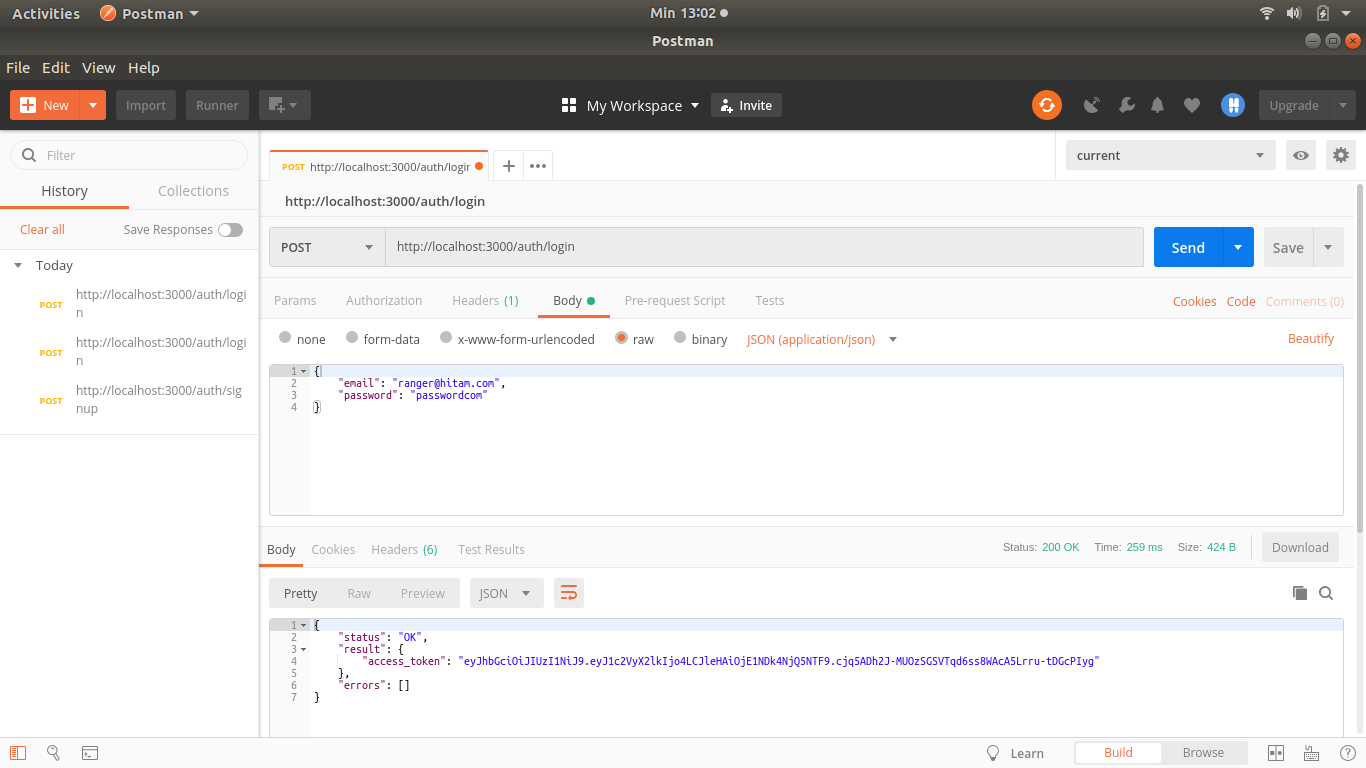 Activities Postman Min 13:02
Postman
File Edit View Help
New Import Runner My Workspace Invite Upgrade
Filter
History Collections
Clear all Save Responses
Today
POST http://localhost:3000/auth/logi
n
POST http://localhost:3000/auth/logi
n
POST http://localhost:3000/auth/sig
nup
POST http://localhost:3000/auth/login
current
http://localhost:3000/auth/login
POST http://localhost:3000/auth/login Send Save
Params Authorization Headers (1) Body Pre-request Script Tests Cookies Code Comments (0)
none form-data x-www-form-urlencoded raw binary JSON (application/json) Beautify
1 {
2 "email": "ranger@hitam.com",
3 "password": "passwordcom"
4 }
Body Cookies Headers (6) Test Results Status: 200 OK Time: 259 ms Size: 424 B Download
Pretty Raw Preview JSON
1 {
2 "status": "OK",
3 "result": {
4 "access_token": "eyJhbGciOiJIUzI1NiJ9.eyJ1c2VyX2lkIjo4LCJleHAiOjE1NDk4NjQ5NTF9.cjq5ADh2J-MUOzSGSVTqd6ss8WAcA5Lrru-tDGcPIyg"
5 },
6 "errors": []
7 }
Learn Build Browse